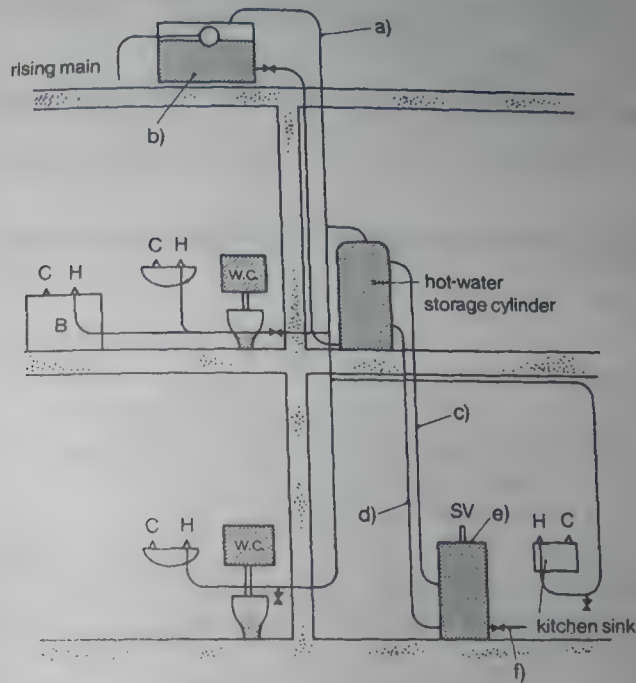 a)
rising main
b)
C H
H
C
W.C.
B
hot-water
storage cylinder
c)
d)
SV
e)
H C
C H
W.C.
kitchen sink
f)